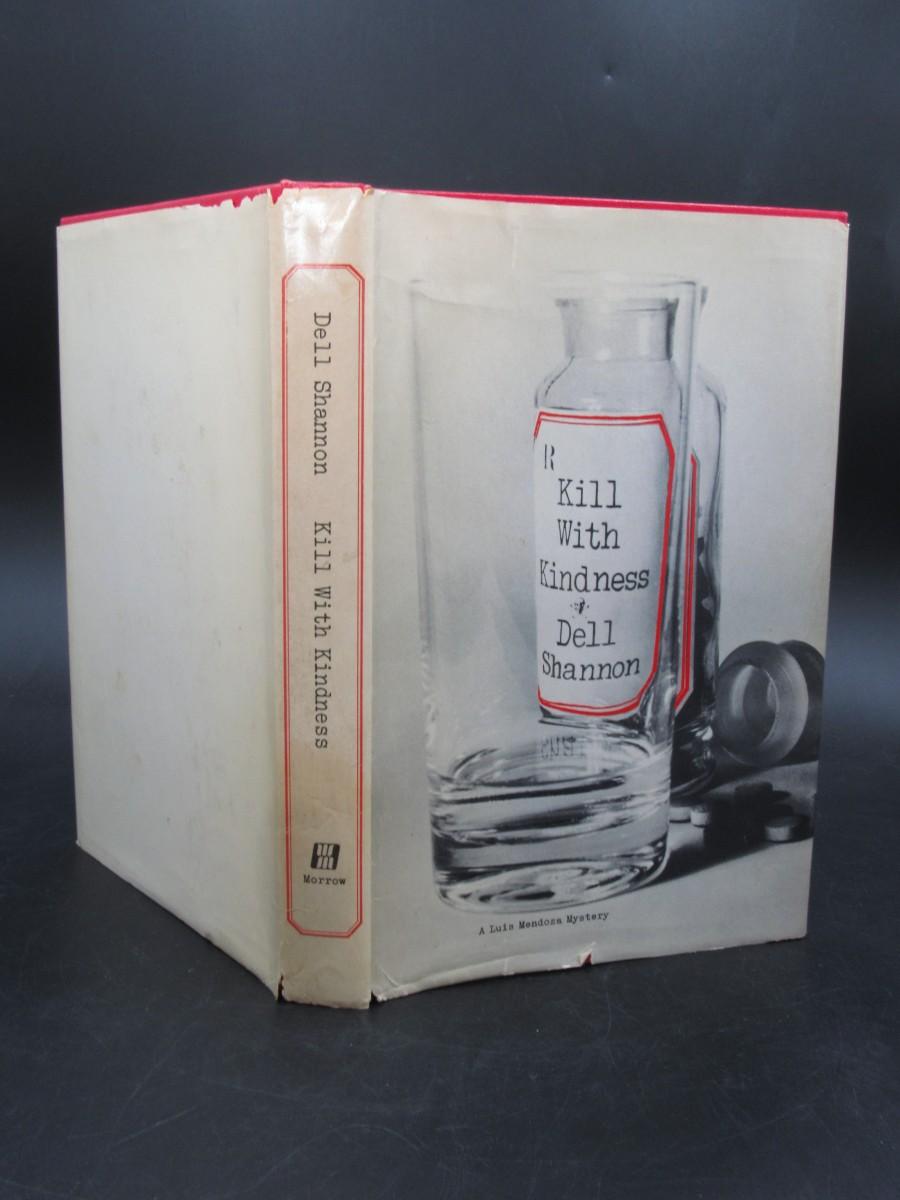 Dell Shannon Kill With Kindness
Morrow
R
Kill
With
Kindness
Dell
Shannon
A Luis Mendoza Mystery